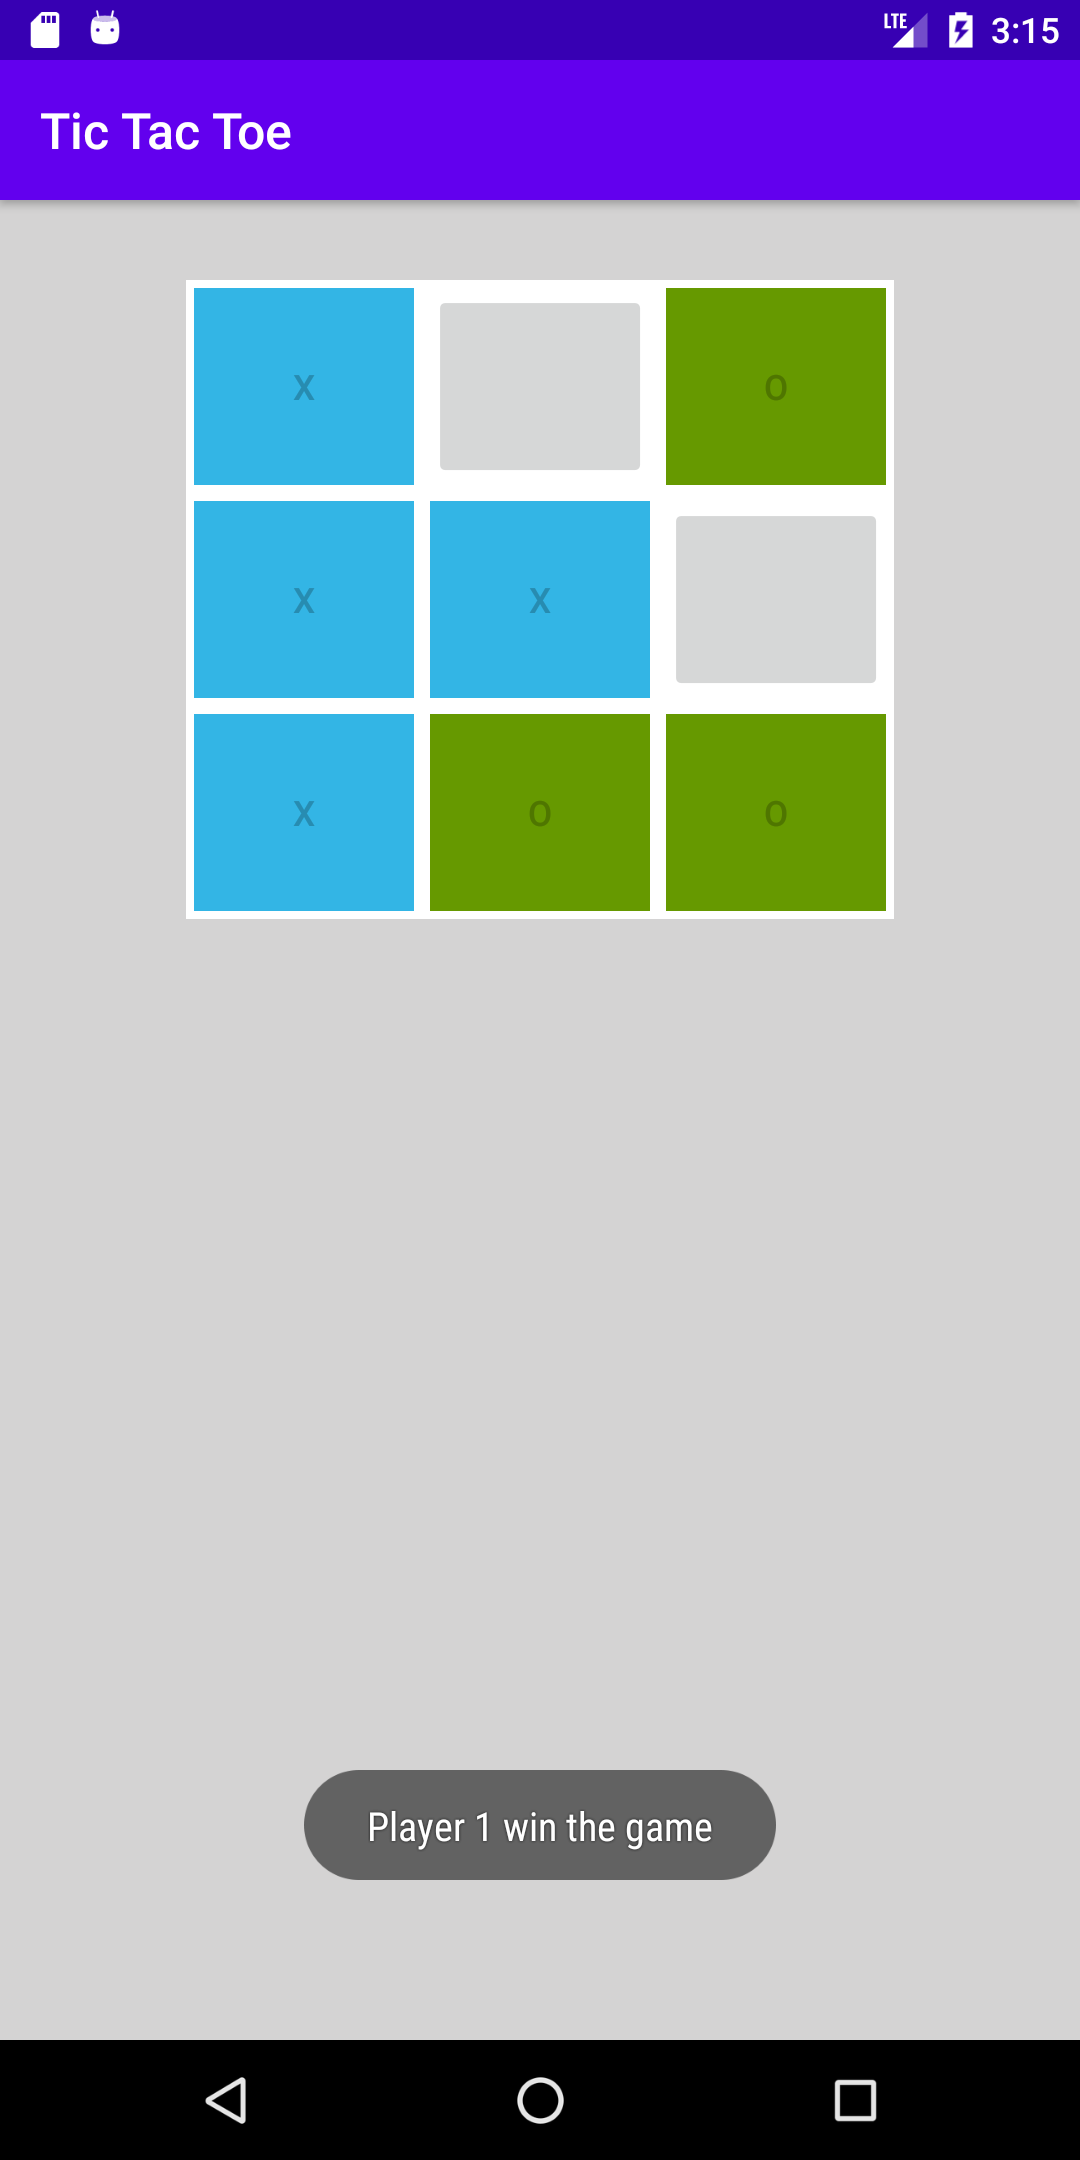 LTE 3:15
Tic Tac Toe
X O
X X
X O O
Player 1 win the game